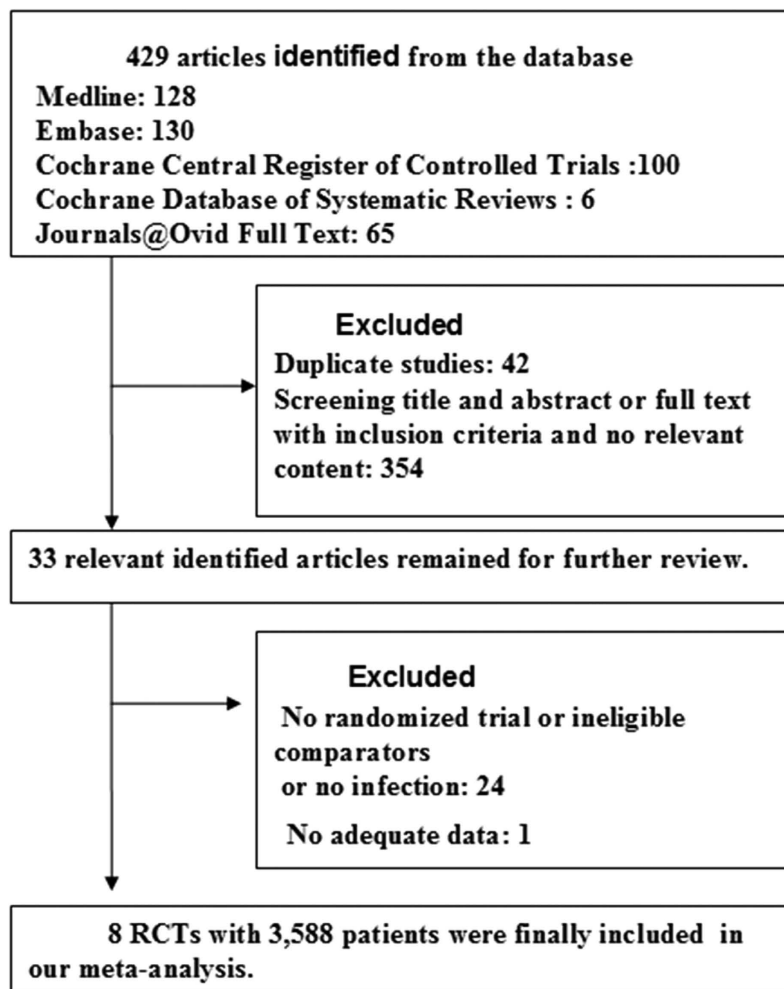 429 articles identified from the database
Medline: 128
Embase: 130
Cochrane Central Register of Controlled Trials :100
Cochrane Database of Systematic Reviews : 6
Journals@Ovid Full Text: 65
Excluded
Duplicate studies: 42
Screening title and abstract or full text
with inclusion criteria and no relevant
content: 354
33 relevant identified articles remained for further review.
Excluded
No randomized trial or ineligible
comparators
or no infection: 24
No adequate data: 1
8 RCTs with 3,588 patients were finally included in
our meta-analysis.